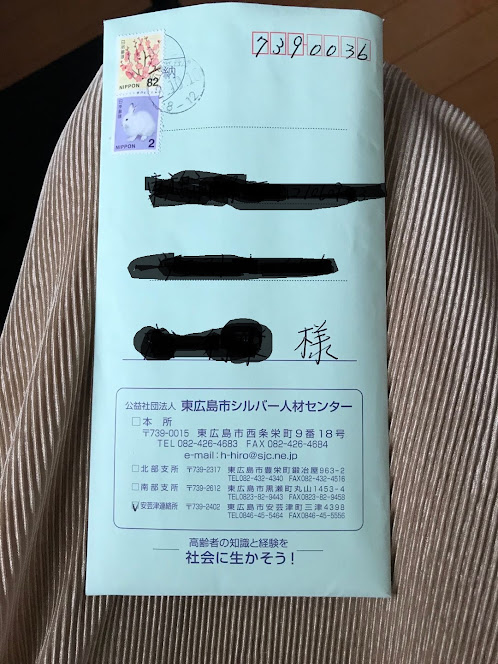 7390036
日本郵便
82
NIPPON
日本郵便
2
NIPPON
様
公益社団法人 東広島市シルバー人材センター
□本所
〒739-0015 東広島市西条栄町9番18号
TEL 082-426-4683 FAX 082-426-4684
e-mail:h-hiro@sjc.ne.jp
□北部支所 〒739-2317 東広島市豊栄町鍛冶屋963-2
TEL082-432-4340 FAX082-432-4516
□南部支所 〒739-2612 東広島市黒瀬町丸山1453-4
TEL0823-82-9443 FAX0823-82-9458
☑安芸津連絡所 〒739-2402 東広島市安芸津町三津4398
TEL0846-45-5464 FAX0846-45-5556
高齢者の知識と経験を
社会に生かそう!